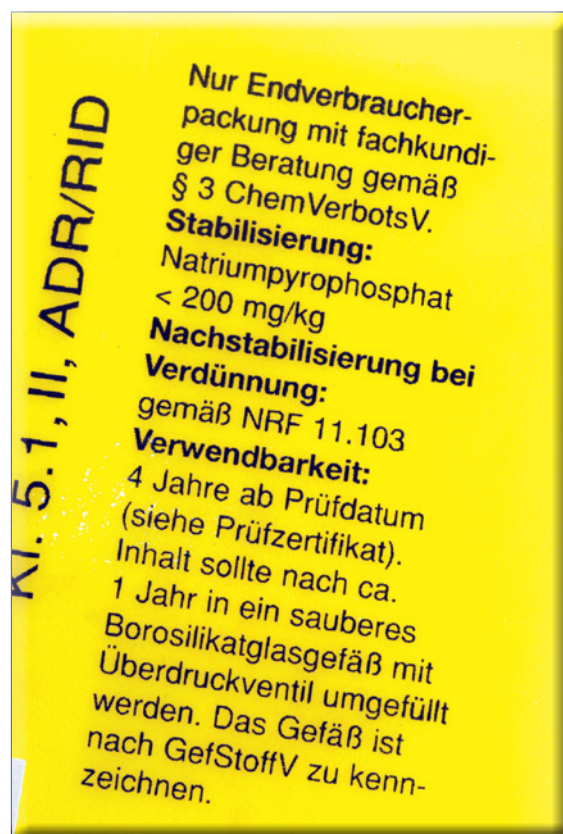 Nur Endverbraucher-
packung mit fachkundi-
ger Beratung gemäß
§ 3 ChemVerbotsV.
Stabilisierung:
Natriumpyrophosphat
< 200 mg/kg
Nachstabilisierung bei
Verdünnung:
gemäß NRF 11.103
Verwendbarkeit:
4 Jahre ab Prüfdatum
(siehe Prüfzertifikat).
Inhalt sollte nach ca.
1 Jahr in ein sauberes
Borosilikatglasgefäß mit
Überdruckventil umgefüllt
werden. Das Gefäß ist
nach GefStoffV zu kenn-
zeichnen.
Kl. 5.1, II, ADR/RID